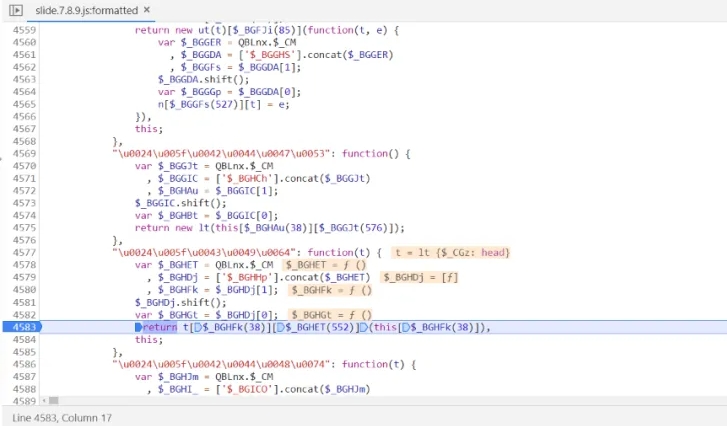 slide.7.8.9.js:formatted ×
4559 return new ut(t)[$_BGFJi(85)](function(t, e) {
4560 var $_BGGER = QBLnx.$_CM
4561 , $_BGGDA = ['$_BGGHS'].concat($_BGGER)
4562 , $_BGGFs = $_BGGDA[1];
4563 $_BGGDA.shift();
4564 var $_BGGGp = $_BGGDA[0];
4565 n[$_BGGFs(527)][t] = e;
4566 }),
4567 this;
4568 },
4569 "\u0024\u005f\u0042\u0044\u0047\u0053": function() {
4570 var $_BGGJt = QBLnx.$_CM
4571 , $_BGGIC = ['$_BGHCh'].concat($_BGGJt)
4572 , $_BGHAu = $_BGGIC[1];
4573 $_BGGIC.shift();
4574 var $_BGHBt = $_BGGIC[0];
4575 return new lt(this[$_BGHAu(38)][$_BGGJt(576)]);
4576 },
4577 "\u0024\u005f\u0043\u0049\u0064": function(t) { t = lt {$_CGz: head}
4578 var $_BGHET = QBLnx.$_CM $_BGHET = ƒ ()
4579 , $_BGHDj = ['$_BGHHp'].concat($_BGHET) $_BGHDj = [ƒ]
4580 , $_BGHFk = $_BGHDj[1]; $_BGHFk = ƒ ()
4581 $_BGHDj.shift();
4582 var $_BGHGt = $_BGHDj[0]; $_BGHGt = ƒ ()
4583 return t[$_BGHFk(38)][$_BGHET(552)](this[$_BGHFk(38)]),
4584 this;
4585 },
4586 "\u0024\u005f\u0042\u0044\u0048\u0074": function(t) {
4587 var $_BGHJm = QBLnx.$_CM
4588 , $_BGHI_ = ['$_BGICO'].concat($_BGHJm)
4589
Line 4583, Column 17